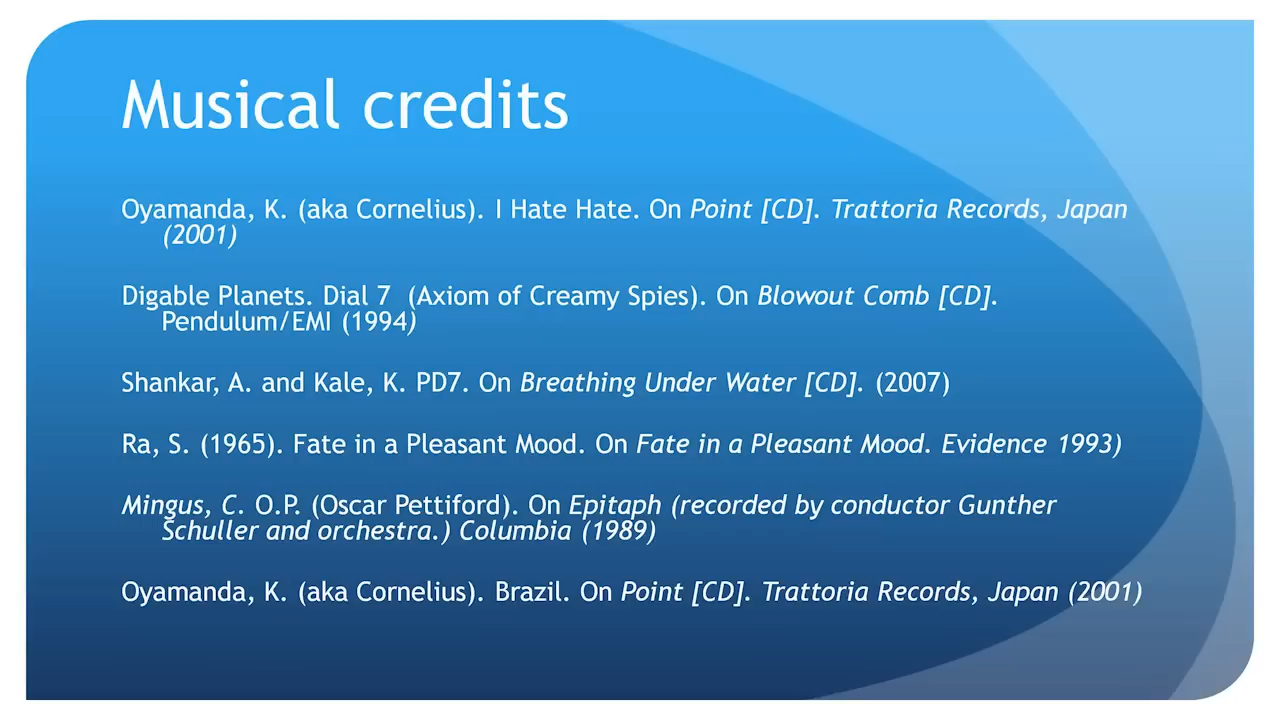 Musical credits
Oyamanda, K. (aka Cornelius). I Hate Hate. On Point [CD]. Trattoria Records, Japan
(2001)
Digable Planets. Dial 7  (Axiom of Creamy Spies). On Blowout Comb [CD].
Pendulum/EMI (1994)
Shankar, A. and Kale, K. PD7. On Breathing Under Water [CD]. (2007)
Ra, S. (1965). Fate in a Pleasant Mood. On Fate in a Pleasant Mood. Evidence 1993)
Mingus, C. O.P. (Oscar Pettiford). On Epitaph (recorded by conductor Gunther
Schuller and orchestra.) Columbia (1989)
Oyamanda, K. (aka Cornelius). Brazil. On Point [CD]. Trattoria Records, Japan (2001)